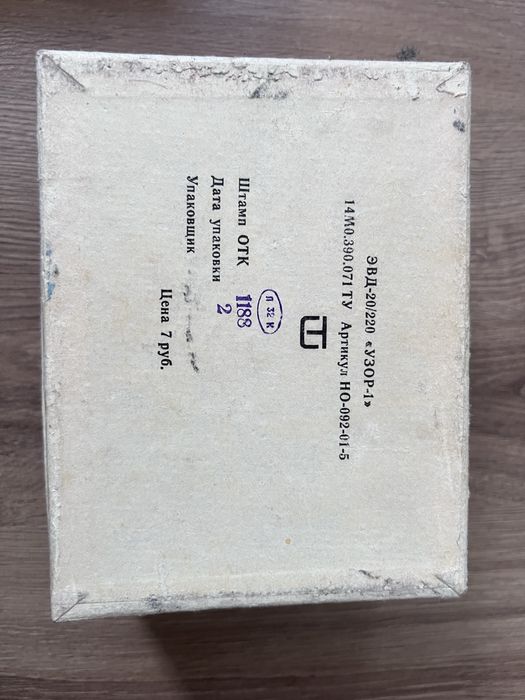 ЭВД-20/220 «УЗОР-1»
14М0.390.071 ТУ Артикул НО-092-01-5
Штамп ОТК Л 32 К
Дата упаковки 1188
Упаковщик 2
Цена 7 руб.